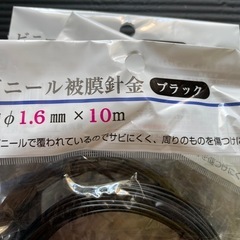 ビニール被膜針金 ブラック
φ1.6㎜×10m
ニールで覆われているのでサビにくく、周りのものを傷つけに